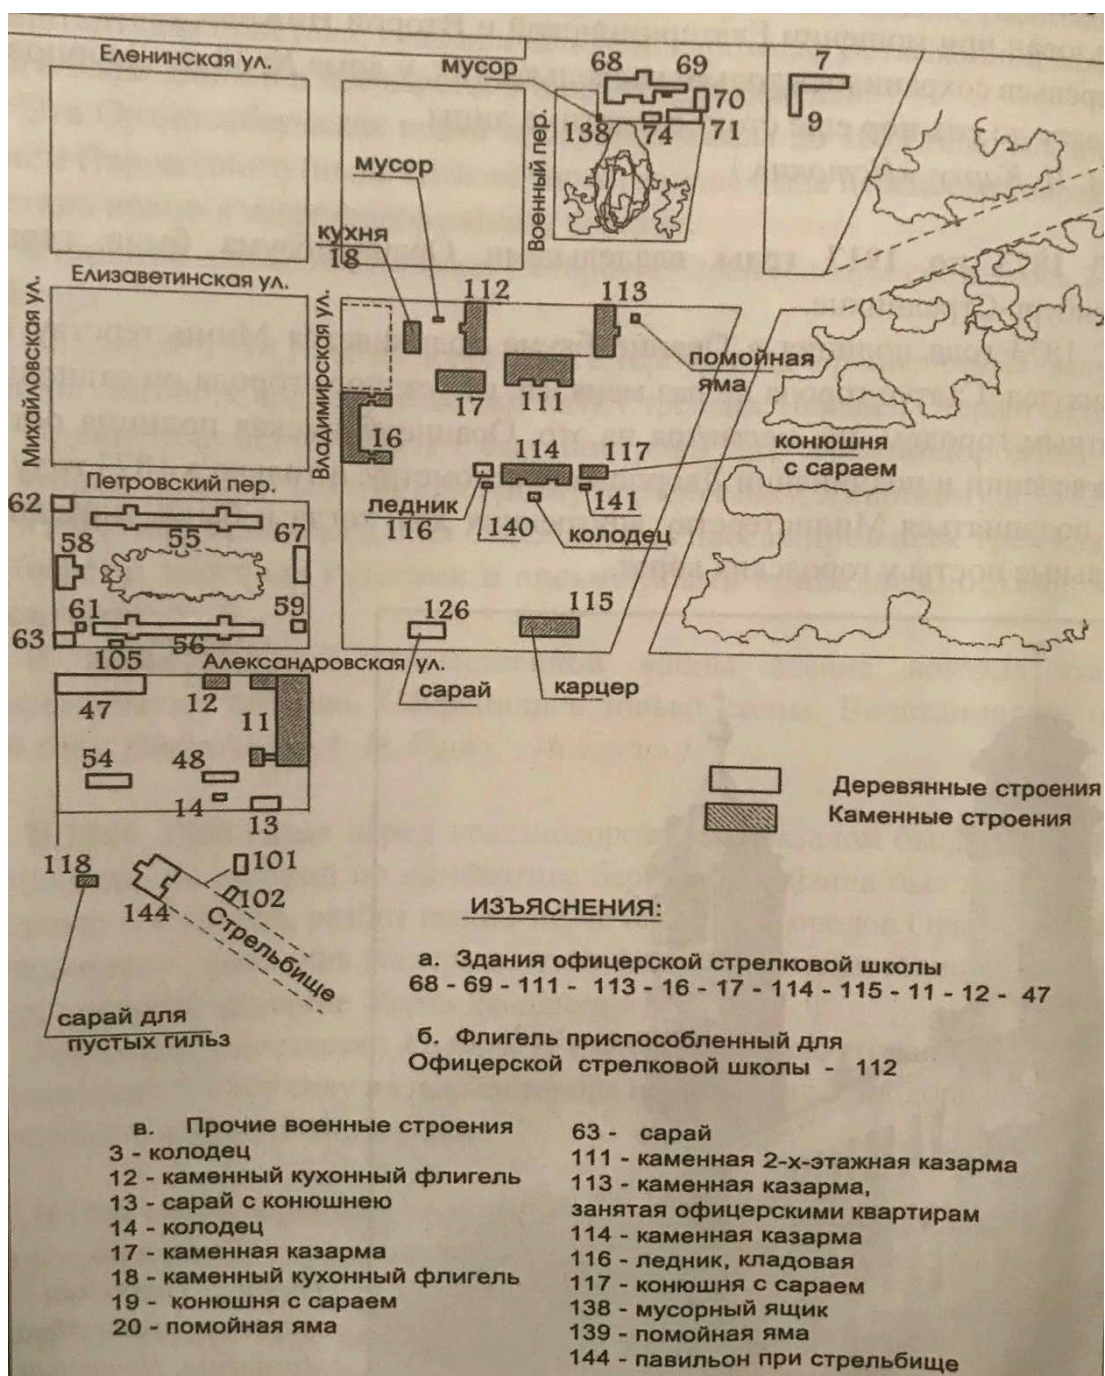 Еленинская ул.
мусор
68
69
7
70
9
138
74
71
Военный пер.
мусор
кухня
18
Елизаветинская ул.
112
113
Михайловская ул.
Владимирская ул.
помойная
яма
17
111
16
114
117
конюшня
с сараем
Петровский пер.
62
ледник
116
140
141
колодец
55
67
58
61
59
126
115
63
105
56
Александровская ул.
сарай
карцер
47
12
11
54
48
14
13
Деревянные строения
Каменные строения
118
101
102
144
Стрельбище
сарай для
пустых гильз
ИЗЪЯСНЕНИЯ:
а. Здания офицерской стрелковой школы
68 - 69 - 111 - 113 - 16 - 17 - 114 - 115 - 11 - 12 - 47
б. Флигель приспособленный для
Офицерской стрелковой школы - 112
в. Прочие военные строения
3 - колодец
12 - каменный кухонный флигель
13 - сарай с конюшнею
14 - колодец
17 - каменная казарма
18 - каменный кухонный флигель
19 - конюшня с сараем
20 - помойная яма
63 - сарай
111 - каменная 2-х-этажная казарма
113 - каменная казарма,
занятая офицерскими квартирам
114 - каменная казарма
116 - ледник, кладовая
117 - конюшня с сараем
138 - мусорный ящик
139 - помойная яма
144 - павильон при стрельбище